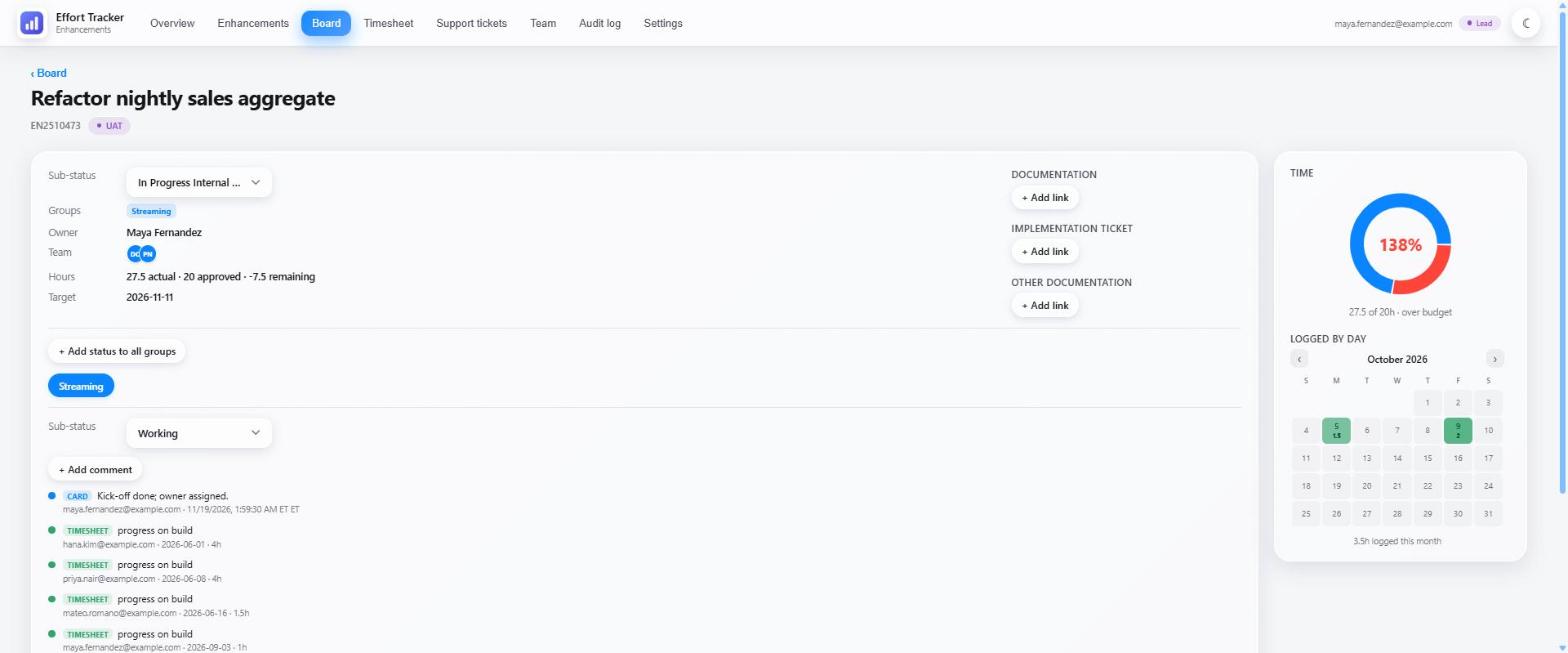 Effort Tracker
Enhancements
Overview
Enhancements
Board
Timesheet
Support tickets
Team
Audit log
Settings
maya.fernandez@example.com
Lead
‹ Board
Refactor nightly sales aggregate
EN2510473
UAT
Sub-status
In Progress Internal ...
Groups
Streaming
Owner
Maya Fernandez
Team
DG PN
Hours
27.5 actual · 20 approved · -7.5 remaining
Target
2026-11-11
DOCUMENTATION
+ Add link
IMPLEMENTATION TICKET
+ Add link
OTHER DOCUMENTATION
+ Add link
+ Add status to all groups
Streaming
Sub-status
Working
+ Add comment
CARD Kick-off done; owner assigned.
maya.fernandez@example.com · 11/19/2026, 1:59:30 AM ET ET
TIMESHEET progress on build
hana.kim@example.com · 2026-06-01 · 4h
TIMESHEET progress on build
priya.nair@example.com · 2026-06-08 · 4h
TIMESHEET progress on build
mateo.romano@example.com · 2026-06-16 · 1.5h
TIMESHEET progress on build
maya.fernandez@example.com · 2026-09-03 · 1h
TIME
138%
27.5 of 20h · over budget
LOGGED BY DAY
‹ October 2026 ›
S M T W T F S
1 2 3
4 5 6 7 8 9 10
1.5 2
11 12 13 14 15 16 17
18 19 20 21 22 23 24
25 26 27 28 29 30 31
3.5h logged this month